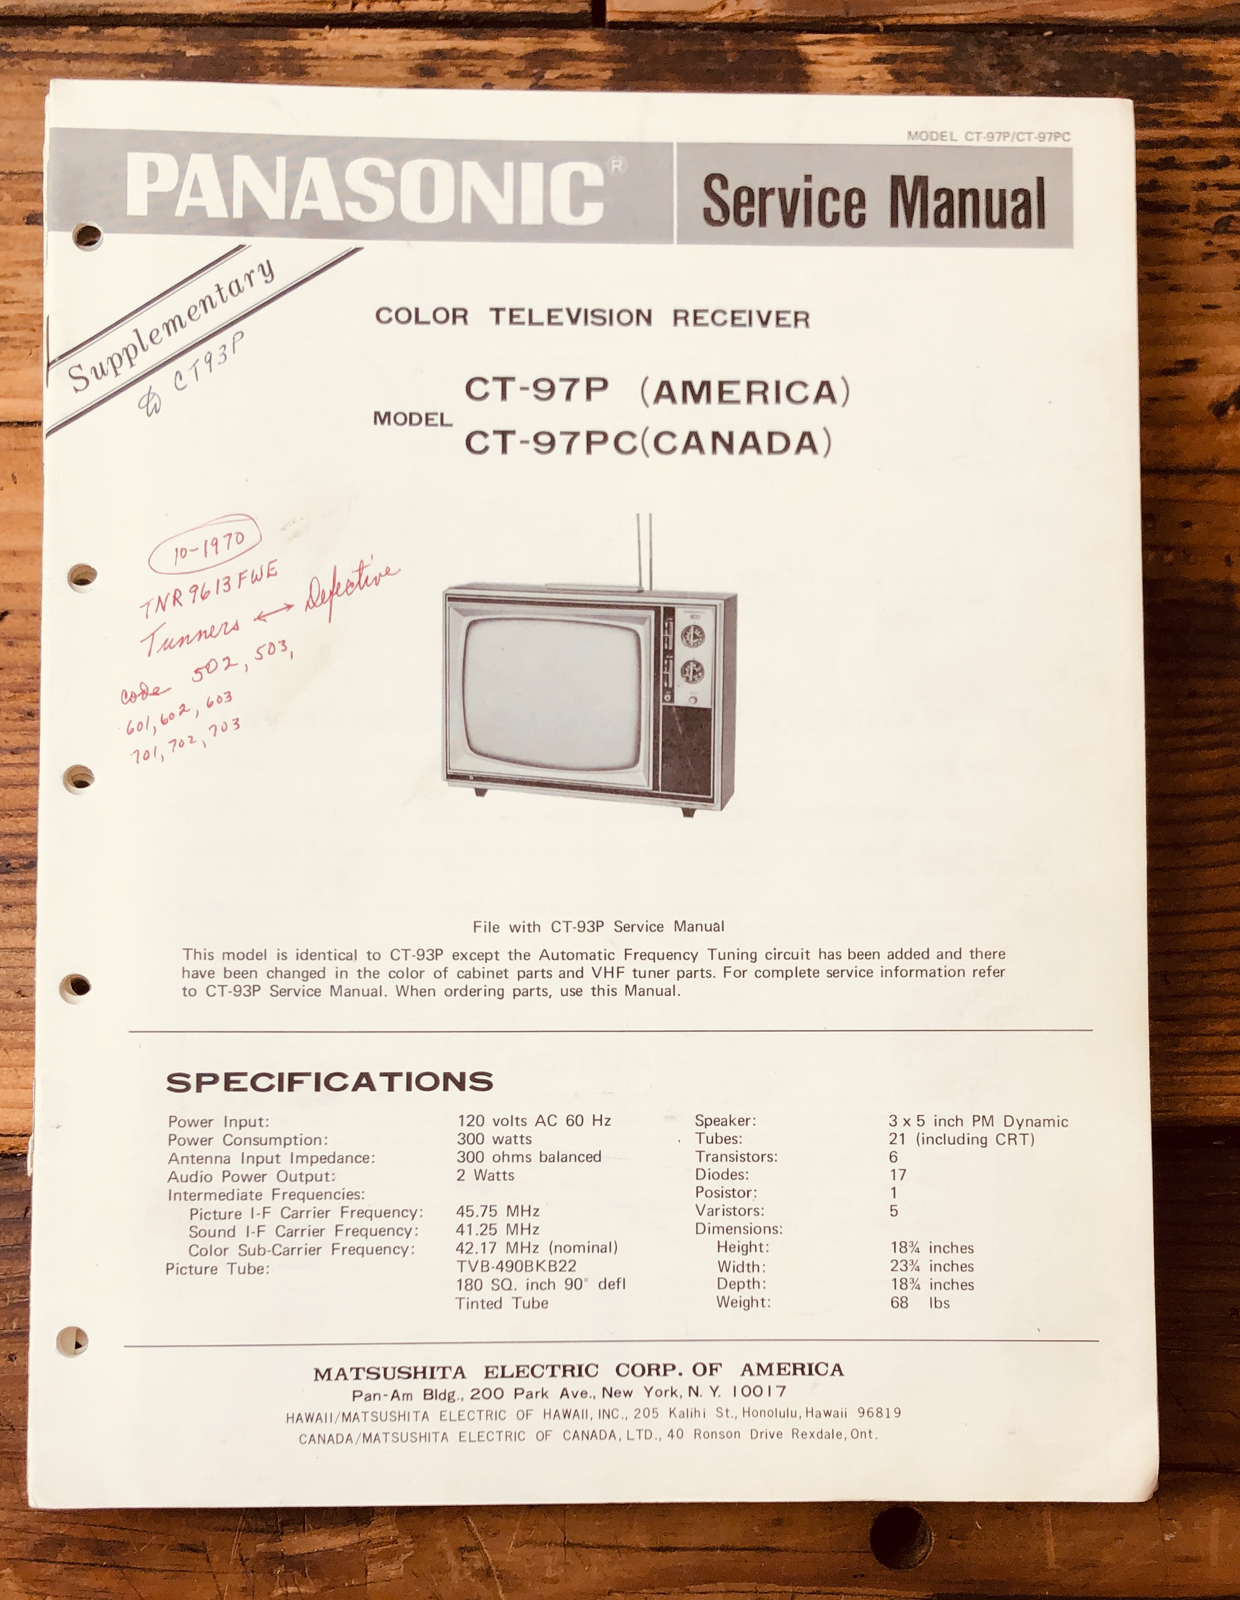 MODEL CT-97P/CT-97PC
PANASONIC®
Service Manual
Supplementary
to CT93P
COLOR TELEVISION RECEIVER
MODEL
CT-97P (AMERICA)
CT-97PC(CANADA)
10-1970
TNR9613FWE
Tunners ↔ Defective
code 502, 503,
601, 602, 603
701, 702, 703
File with CT-93P Service Manual
This model is identical to CT-93P except the Automatic Frequency Tuning circuit has been added and there
have been changed in the color of cabinet parts and VHF tuner parts. For complete service information refer
to CT-93P Service Manual. When ordering parts, use this Manual.
SPECIFICATIONS
Power Input: 120 volts AC 60 Hz
Power Consumption: 300 watts
Antenna Input Impedance: 300 ohms balanced
Audio Power Output: 2 Watts
Intermediate Frequencies:
Picture I-F Carrier Frequency: 45.75 MHz
Sound I-F Carrier Frequency: 41.25 MHz
Color Sub-Carrier Frequency: 42.17 MHz (nominal)
Picture Tube: TVB-490BKB22
180 SQ. inch 90° defl
Tinted Tube
Speaker: 3 x 5 inch PM Dynamic
Tubes: 21 (including CRT)
Transistors: 6
Diodes: 17
Posistor: 1
Varistors: 5
Dimensions:
Height: 18¾ inches
Width: 23¾ inches
Depth: 18¾ inches
Weight: 68 lbs
MATSUSHITA ELECTRIC CORP. OF AMERICA
Pan-Am Bldg., 200 Park Ave., New York, N. Y. 10017
HAWAII/MATSUSHITA ELECTRIC OF HAWAII, INC., 205 Kalihi St., Honolulu, Hawaii 96819
CANADA/MATSUSHITA ELECTRIC OF CANADA, LTD., 40 Ronson Drive Rexdale, Ont.